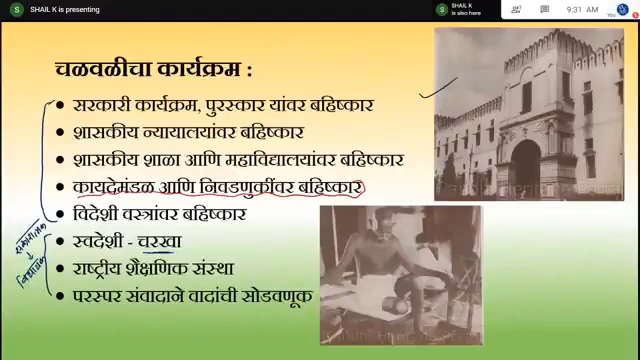 SHAIL K is presenting
SHAIL K
is also here
9:31 AM
You
चळवळीचा कार्यक्रम :
• सरकारी कार्यक्रम, पुरस्कार यांवर बहिष्कार
• शासकीय न्यायालयांवर बहिष्कार
• शासकीय शाळा आणि महाविद्यालयांवर बहिष्कार
• कायदेमंडळ आणि निवडणुकींवर बहिष्कार
• विदेशी वस्त्रांवर बहिष्कार
• स्वदेशी - चरखा
• राष्ट्रीय शैक्षणिक संस्था
• परस्पर संवादाने वादांची सोडवणूक